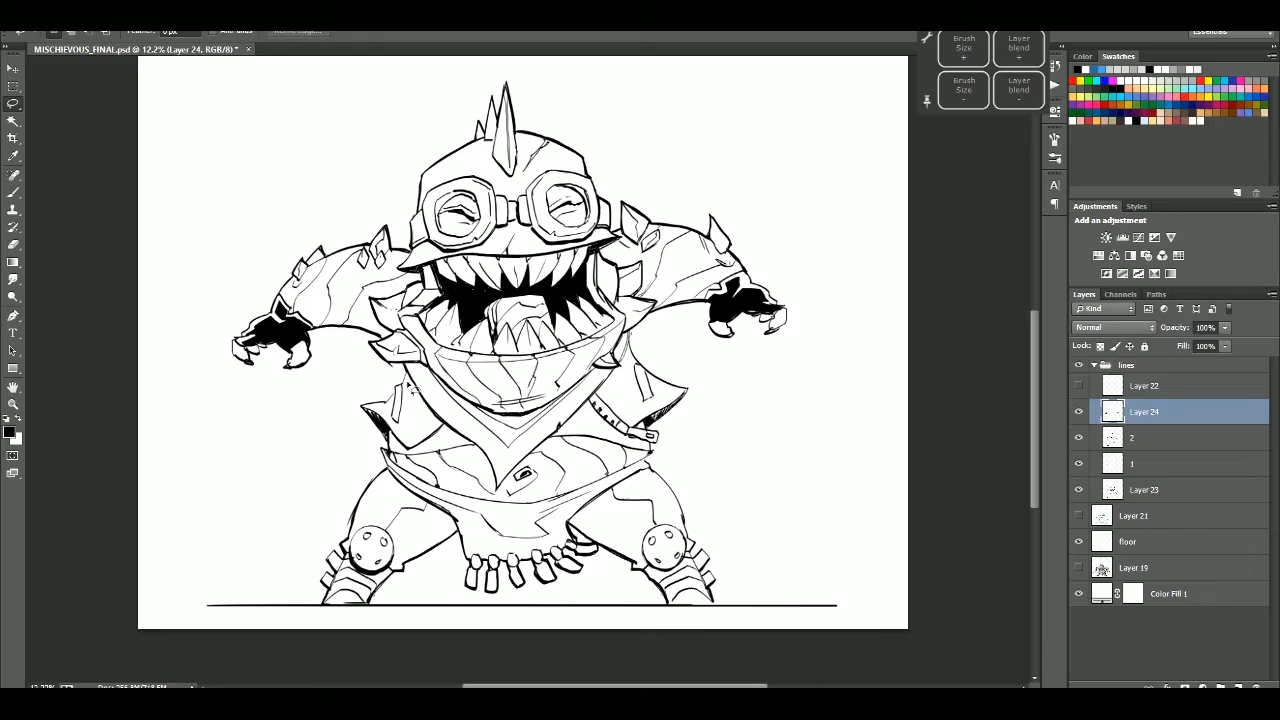 Essentials
MISCHIEVOUS_FINAL.psd @ 12.2% (Layer 24, RGB/8) *
Brush Size +
Layer blend +
Brush Size -
Layer blend -
Color Swatches
Adjustments Styles
Add an adjustment
Layers Channels Paths
Kind
Normal Opacity: 100%
Lock: Fill: 100%
lines
Layer 22
Layer 24
2
1
Layer 23
Layer 21
floor
Layer 19
Color Fill 1